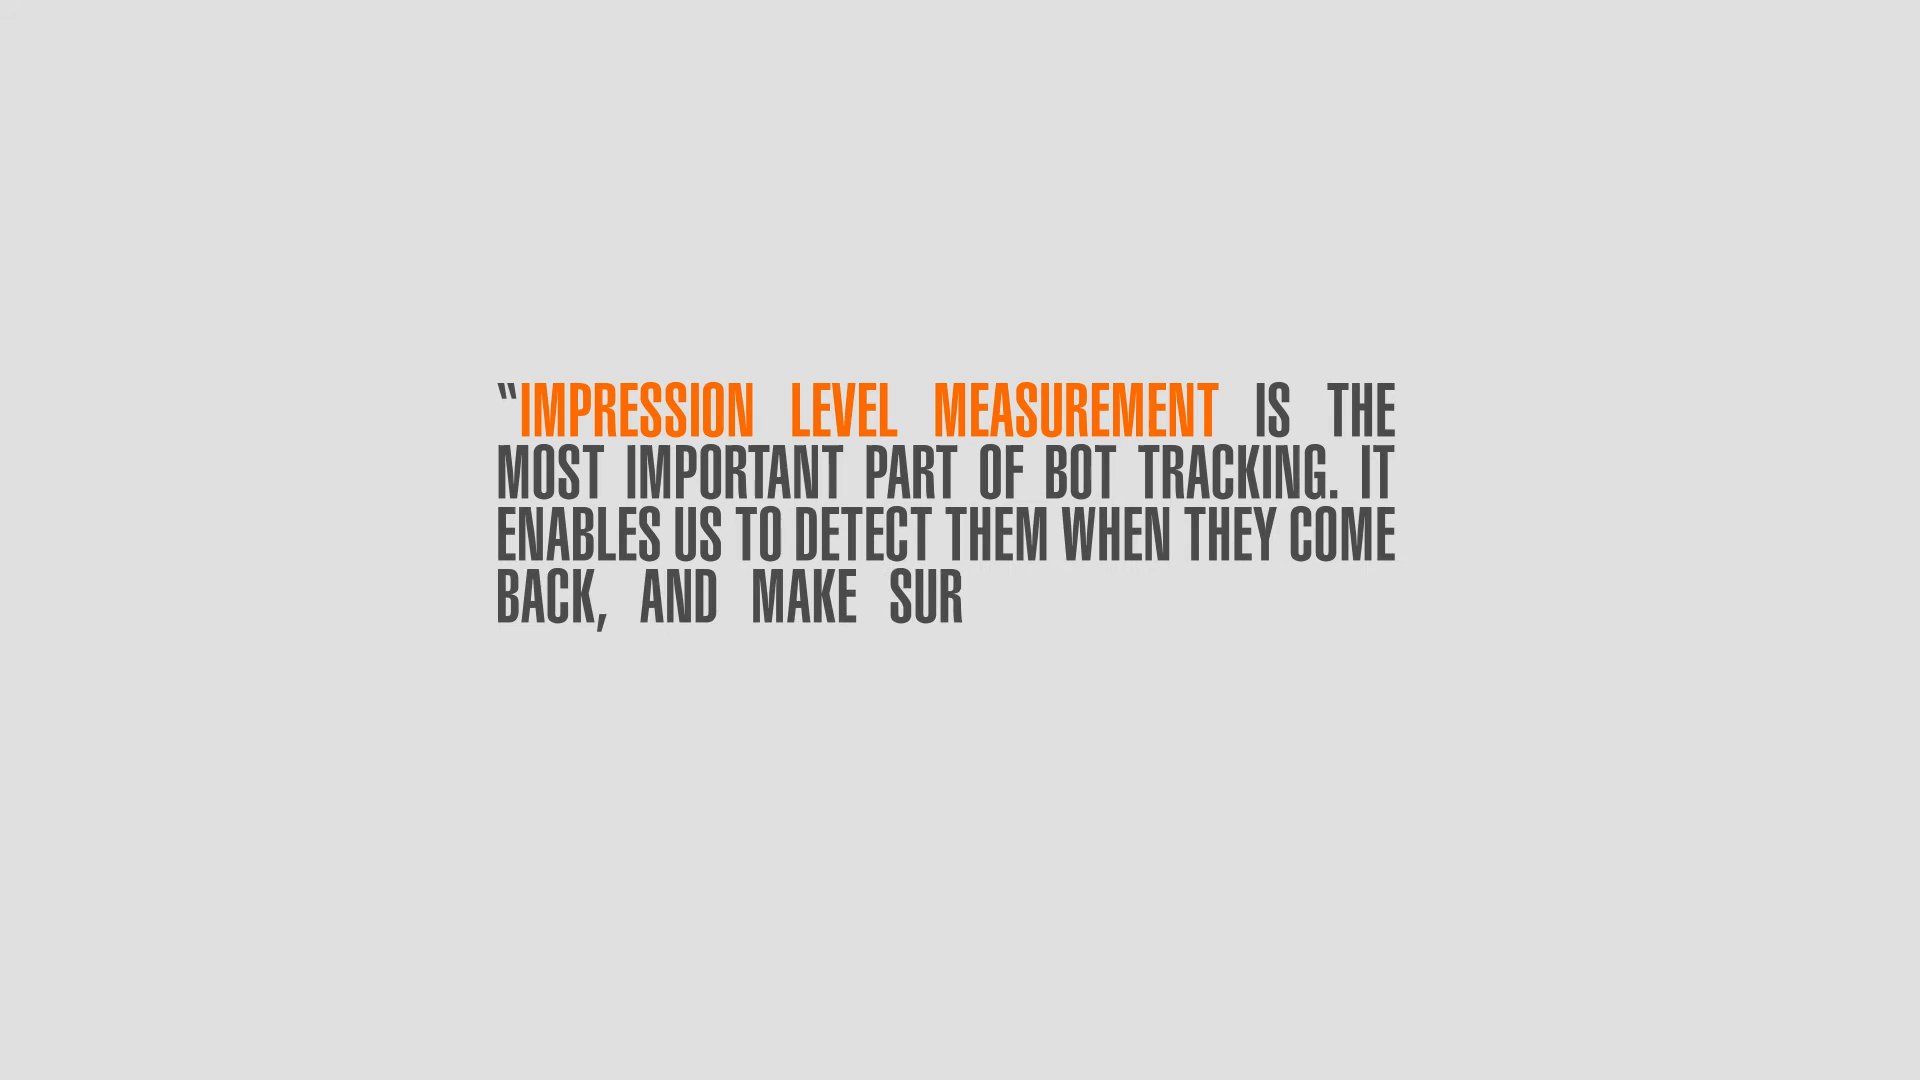 “IMPRESSION LEVEL MEASUREMENT IS THE
MOST IMPORTANT PART OF BOT TRACKING. IT
ENABLES US TO DETECT THEM WHEN THEY COME
BACK, AND MAKE SUR